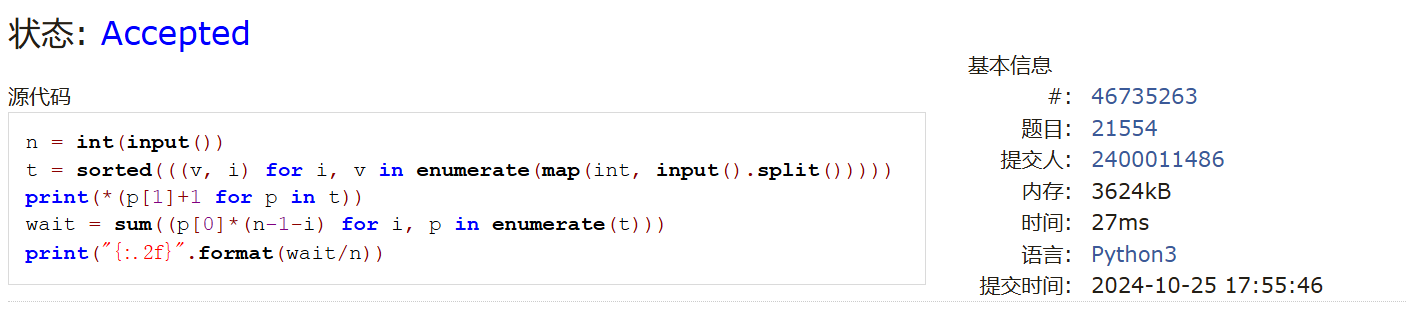 状态: Accepted
源代码
n = int(input())
t = sorted(((v, i) for i, v in enumerate(map(int, input().split()))))
print(*(p[1]+1 for p in t))
wait = sum((p[0]*(n-1-i) for i, p in enumerate(t)))
print("{:.2f}".format(wait/n))
基本信息
#: 46735263
题目: 21554
提交人: 2400011486
内存: 3624kB
时间: 27ms
语言: Python3
提交时间: 2024-10-25 17:55:46